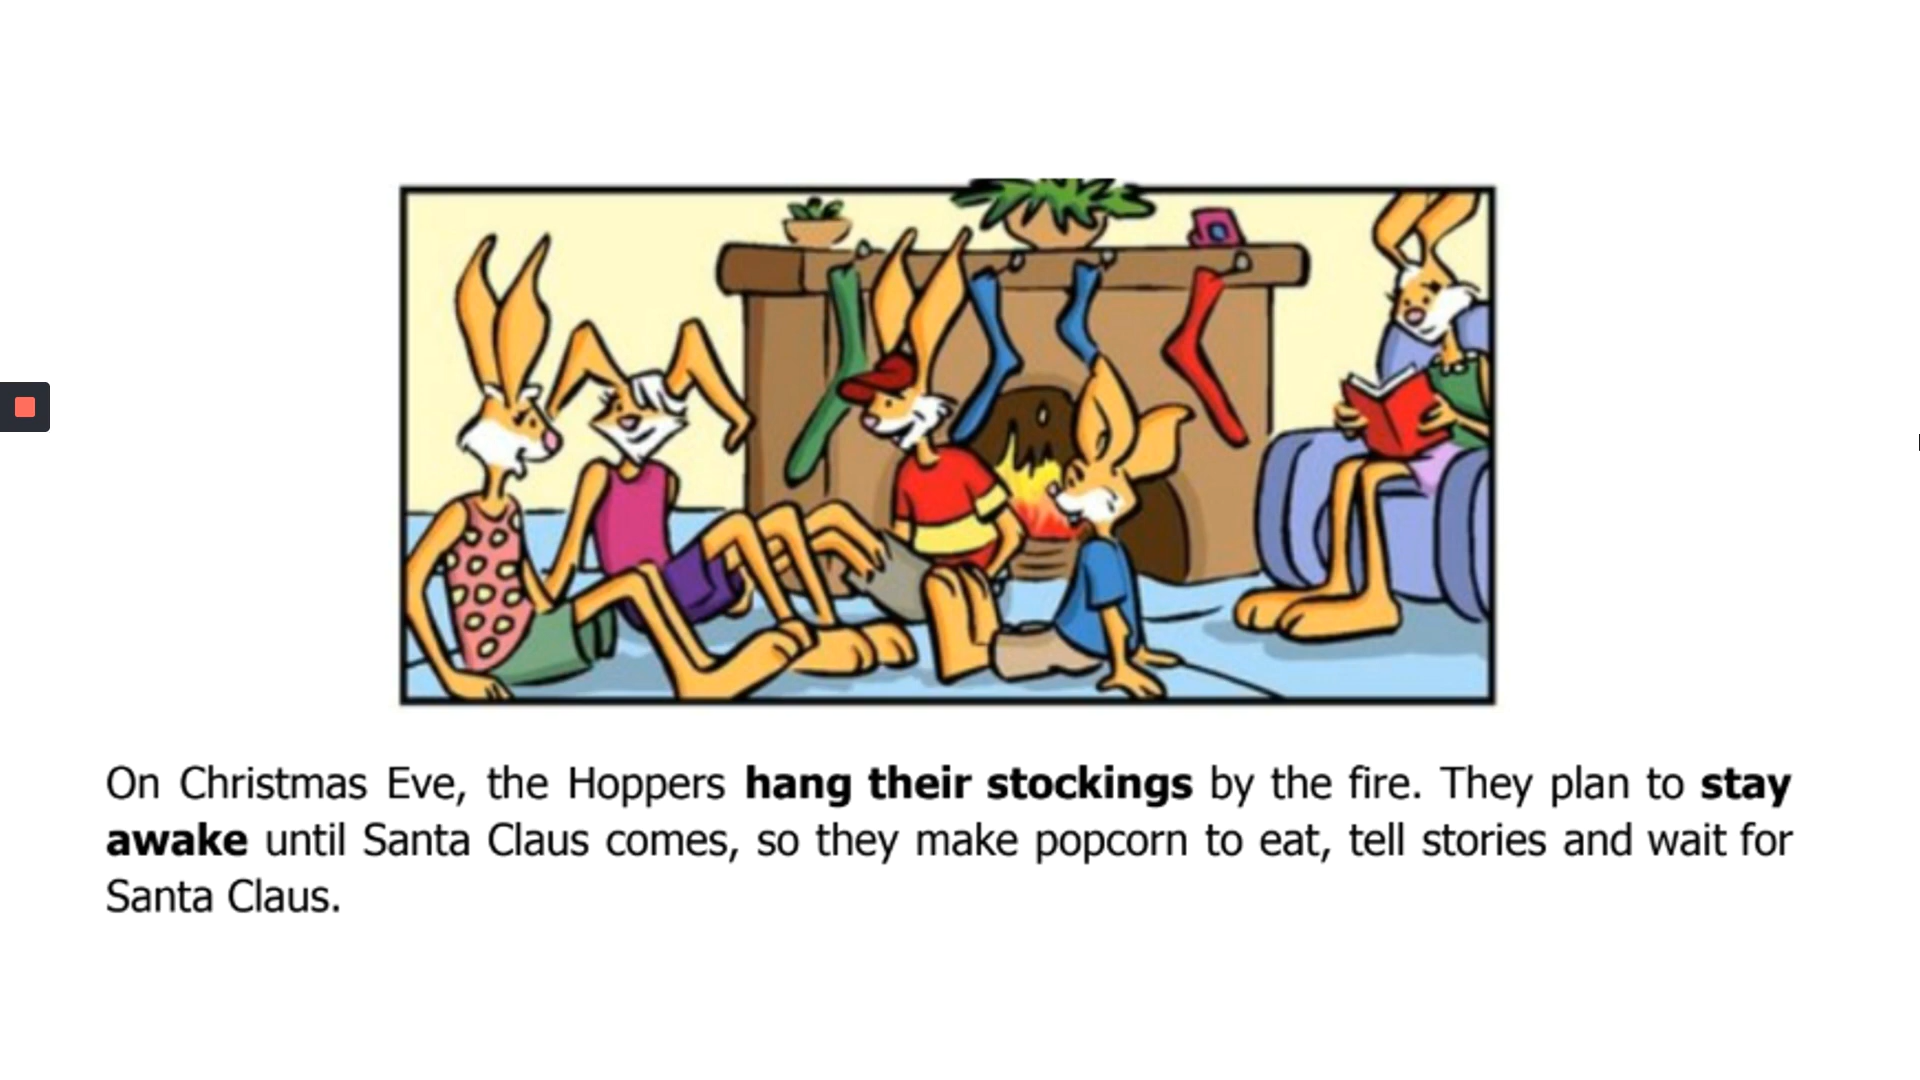 On Christmas Eve, the Hoppers hang their stockings by the fire. They plan to stay
awake until Santa Claus comes, so they make popcorn to eat, tell stories and wait for
Santa Claus.